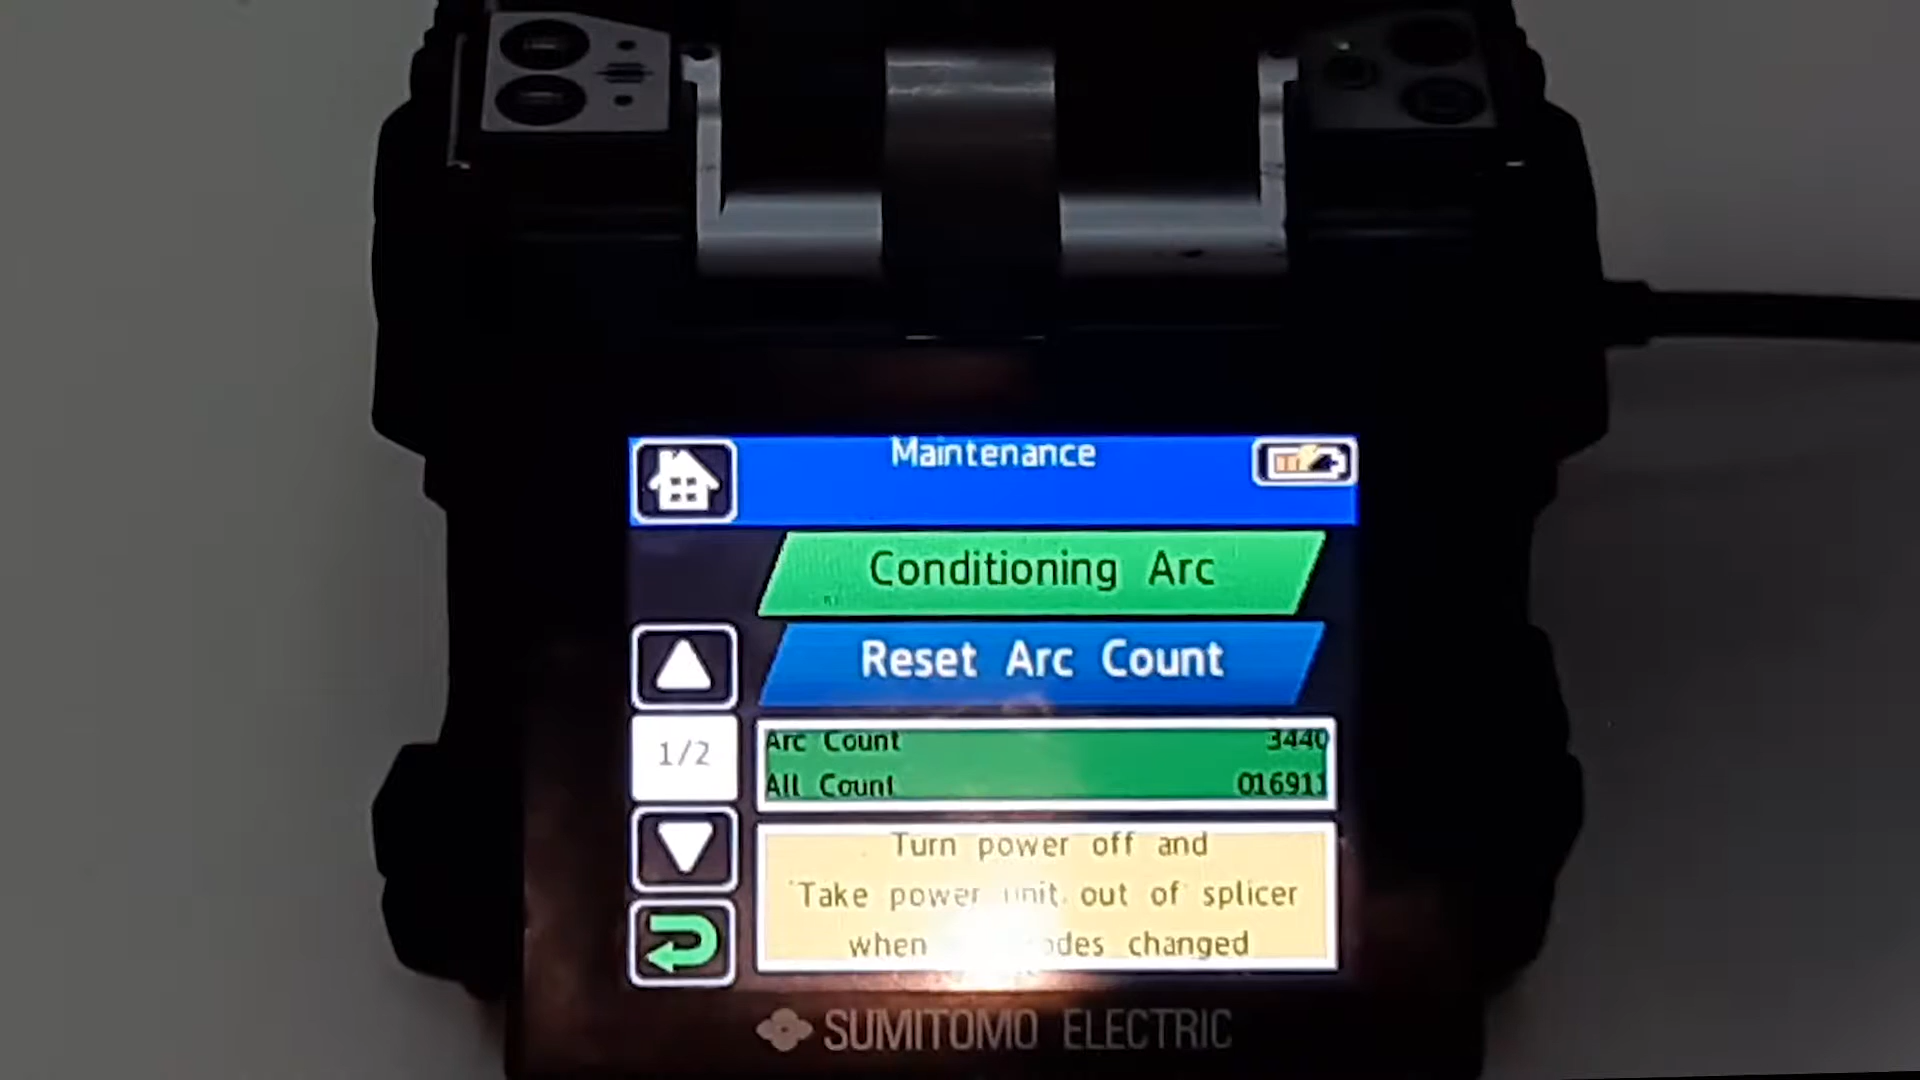 Maintenance
Conditioning Arc
Reset Arc Count
1/2
Arc Count 3440
All Count 016911
Turn power off and
Take power unit out of splicer
when changed
SUMITOMO ELECTRIC